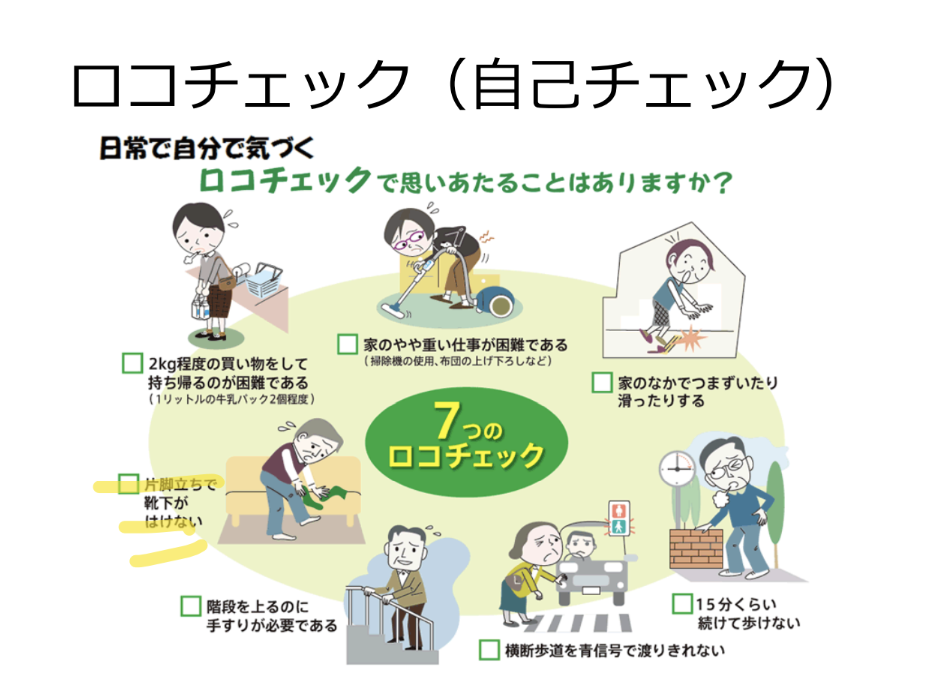 ロコチェック（自己チェック）
日常で自分で気づく
ロコチェックで思いあたることはありますか？
2kg程度の買い物をして
持ち帰るのが困難である
（1リットルの牛乳パック2個程度）
家のやや重い仕事が困難である
（掃除機の使用、布団の上げ下ろしなど）
家のなかでつまずいたり
滑ったりする
7つの
ロコチェック
片脚立ちで
靴下が
はけない
階段を上るのに
手すりが必要である
横断歩道を青信号で渡りきれない
15分くらい
続けて歩けない